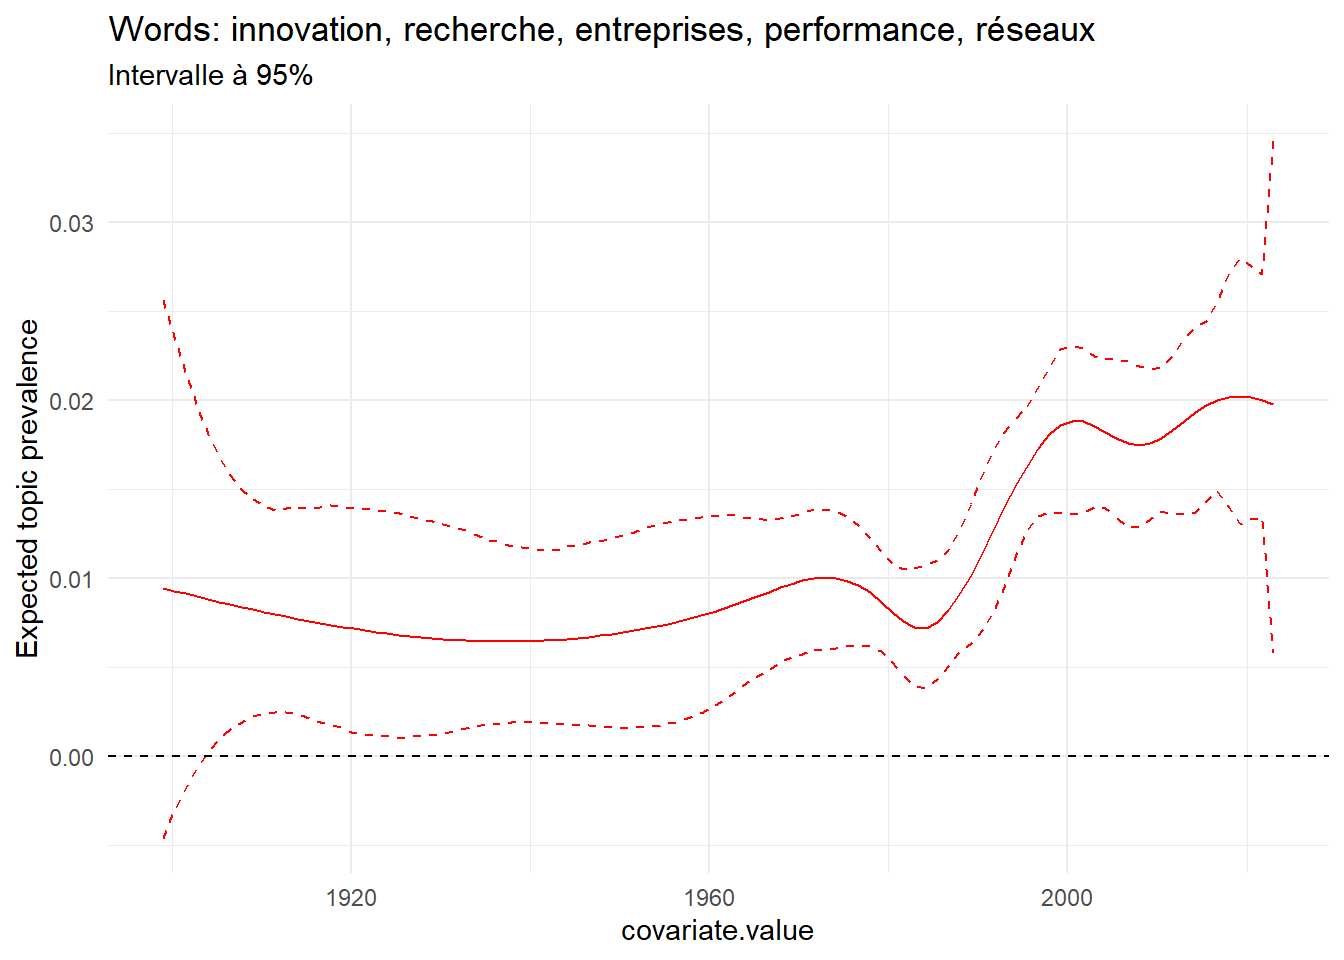 Words: innovation, recherche, entreprises, performance, réseaux
Intervalle à 95%
Expected topic prevalence
0.03
0.02
0.01
0.00
1920
1960
2000
covariate.value